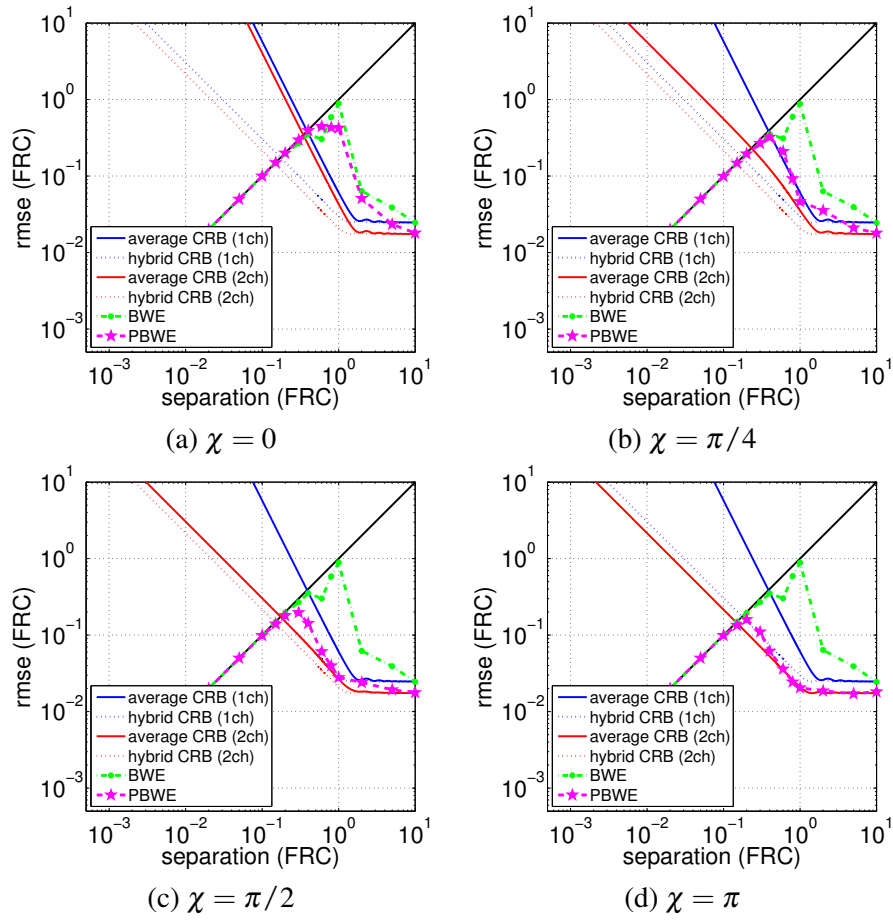 10^1
10^0
10^-1
10^-2
10^-3
rmse (FRC)
average CRB (1ch)
hybrid CRB (1ch)
average CRB (2ch)
hybrid CRB (2ch)
BWE
PBWE
10^-3 10^-2 10^-1 10^0 10^1
separation (FRC)
(a) χ = 0
10^1
10^0
10^-1
10^-2
10^-3
rmse (FRC)
average CRB (1ch)
hybrid CRB (1ch)
average CRB (2ch)
hybrid CRB (2ch)
BWE
PBWE
10^-3 10^-2 10^-1 10^0 10^1
separation (FRC)
(b) χ = π/4
10^1
10^0
10^-1
10^-2
10^-3
rmse (FRC)
average CRB (1ch)
hybrid CRB (1ch)
average CRB (2ch)
hybrid CRB (2ch)
BWE
PBWE
10^-3 10^-2 10^-1 10^0 10^1
separation (FRC)
(c) χ = π/2
10^1
10^0
10^-1
10^-2
10^-3
rmse (FRC)
average CRB (1ch)
hybrid CRB (1ch)
average CRB (2ch)
hybrid CRB (2ch)
BWE
PBWE
10^-3 10^-2 10^-1 10^0 10^1
separation (FRC)
(d) χ = π